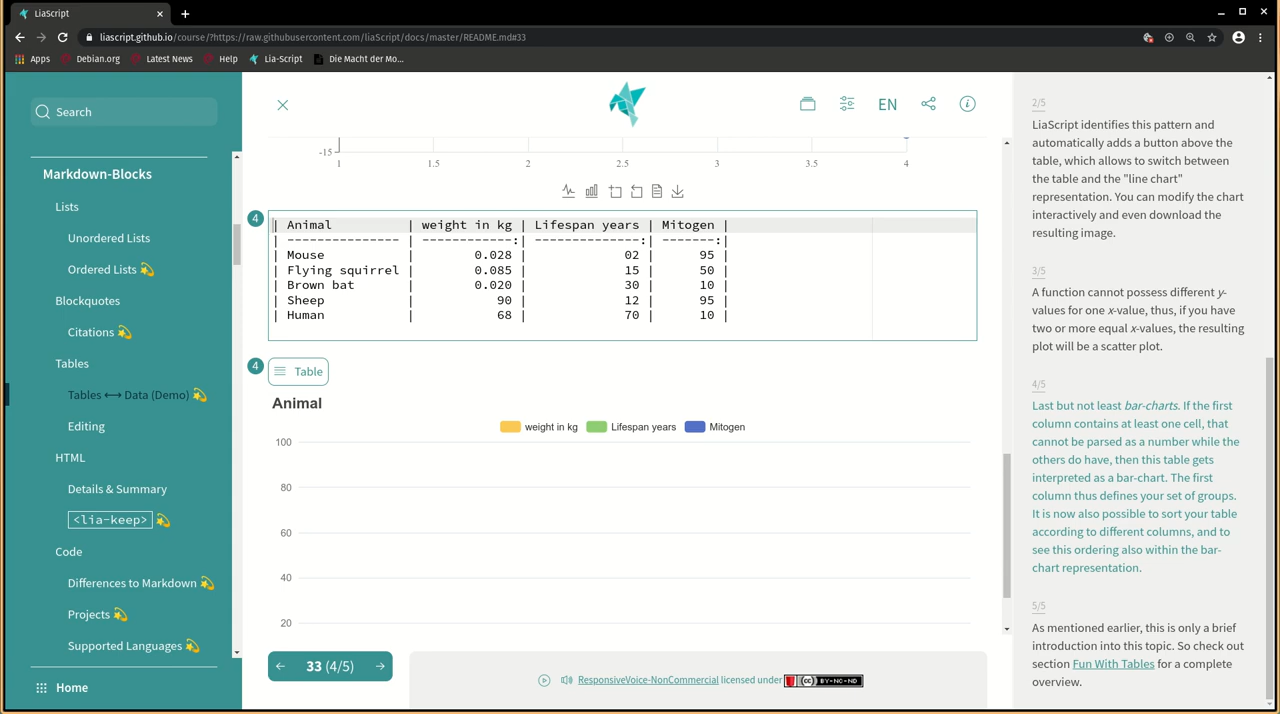 LiaScript
liascript.github.io/course/?https://raw.githubusercontent.com/liaScript/docs/master/README.md#33
Apps
Debian.org
Latest News
Help
Lia-Script
Die Macht der Mo...
Search
Markdown-Blocks
Lists
Unordered Lists
Ordered Lists 💫
Blockquotes
Citations 💫
Tables
Tables ⟷ Data (Demo) 💫
Editing
HTML
Details & Summary
<lia-keep> 💫
Code
Differences to Markdown 💫
Projects 💫
Supported Languages 💫
Home
EN
-15
1 1.5 2 2.5 3 3.5 4
4
| Animal          | weight in kg | Lifespan years | Mitogen |
| --------------- | ------------:| --------------:| -------:|
| Mouse           |        0.028 |             02 |      95 |
| Flying squirrel |        0.085 |             15 |      50 |
| Brown bat       |        0.020 |             30 |      10 |
| Sheep           |           90 |             12 |      95 |
| Human           |           68 |             70 |      10 |
4
Table
Animal
weight in kg Lifespan years Mitogen
100
80
60
40
20
33 (4/5)
ResponsiveVoice-NonCommercial licensed under
cc BY-NC-ND
2/5
LiaScript identifies this pattern and
automatically adds a button above the
table, which allows to switch between
the table and the "line chart"
representation. You can modify the chart
interactively and even download the
resulting image.
3/5
A function cannot possess different y-
values for one x-value, thus, if you have
two or more equal x-values, the resulting
plot will be a scatter plot.
4/5
Last but not least bar-charts. If the first
column contains at least one cell, that
cannot be parsed as a number while the
others do have, then this table gets
interpreted as a bar-chart. The first
column thus defines your set of groups.
It is now also possible to sort your table
according to different columns, and to
see this ordering also within the bar-
chart representation.
5/5
As mentioned earlier, this is only a brief
introduction into this topic. So check out
section Fun With Tables for a complete
overview.